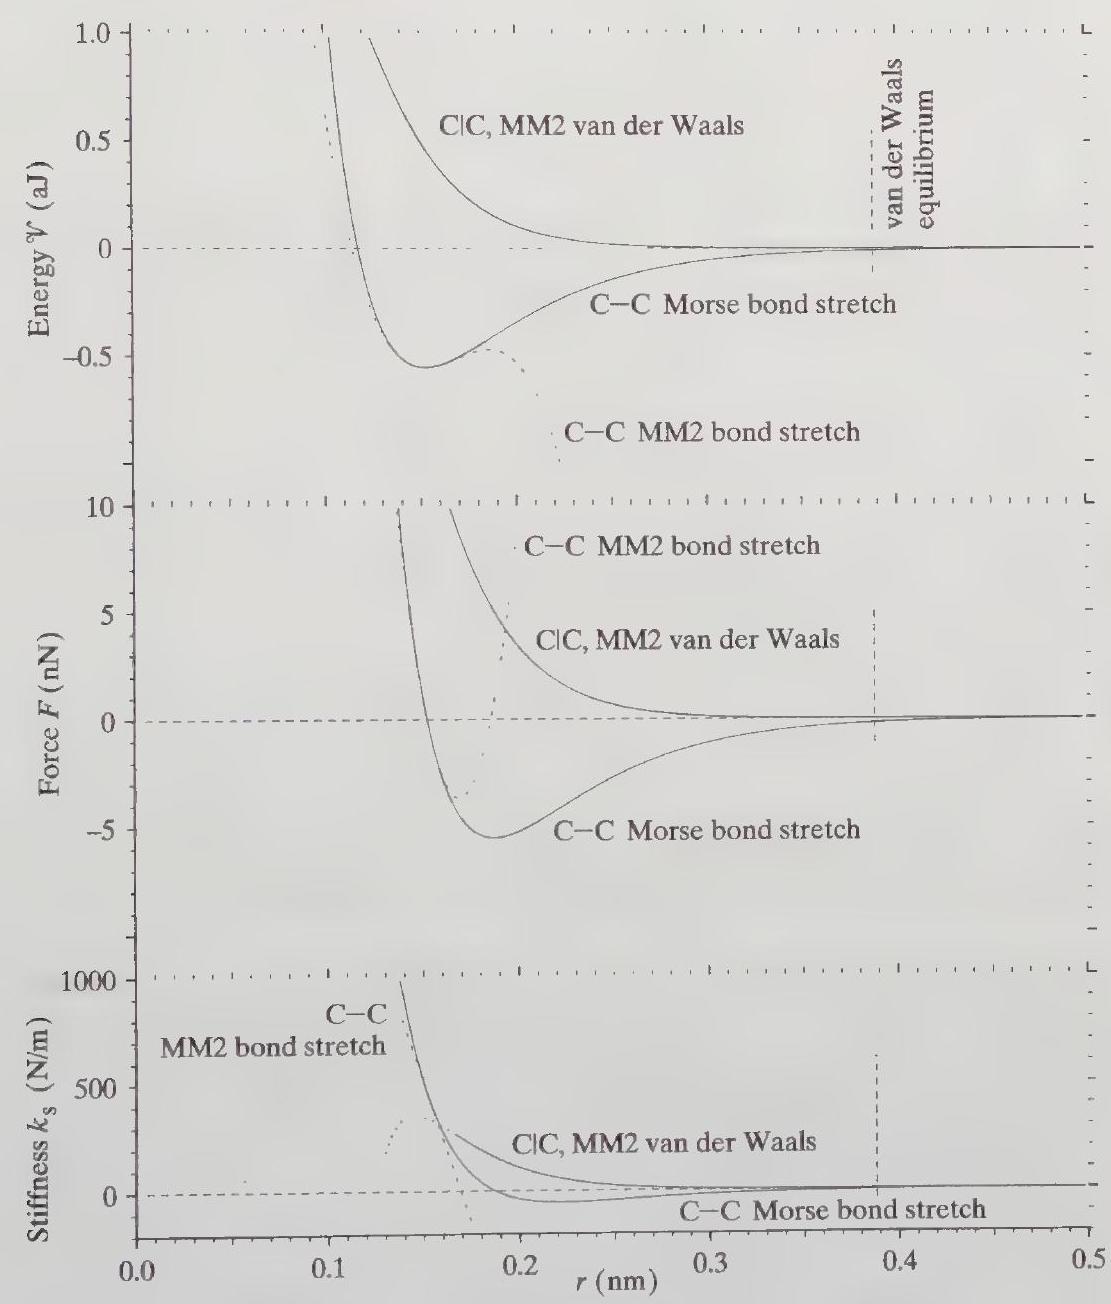 1.0
0.5
0
–0.5
Energy 𝒱 (aJ)
C|C, MM2 van der Waals
van der Waals
equilibrium
C–C Morse bond stretch
C–C MM2 bond stretch
10
5
0
–5
Force F (nN)
C–C MM2 bond stretch
C|C, MM2 van der Waals
C–C Morse bond stretch
1000
500
0
Stiffness kₛ (N/m)
C–C
MM2 bond stretch
C|C, MM2 van der Waals
C–C Morse bond stretch
0.0 0.1 0.2 0.3 0.4 0.5
r (nm)